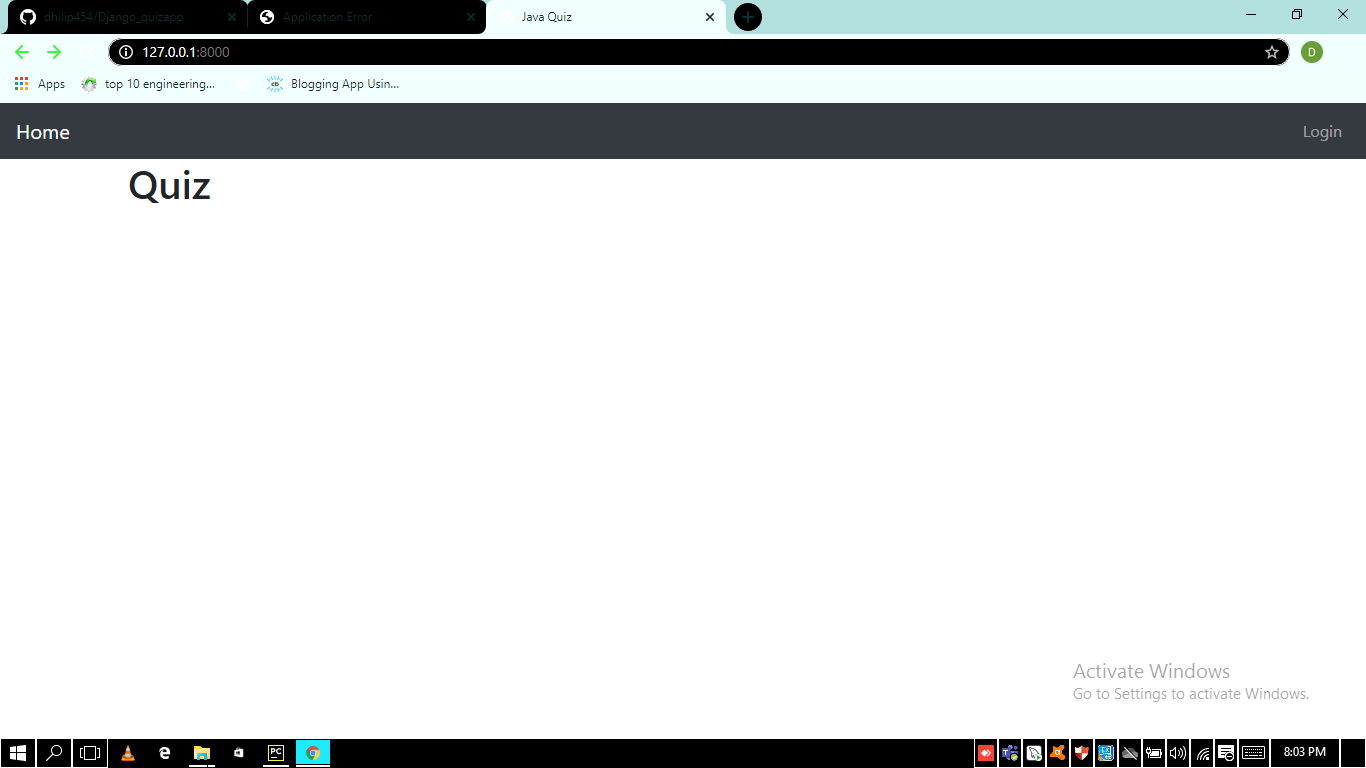 dhilip454/Django_quizapp
Application Error
Java Quiz
127.0.0.1:8000
D
Apps
top 10 engineering...
Blogging App Usin...
Home
Login
Quiz
Activate Windows
Go to Settings to activate Windows.
PC
8:03 PM